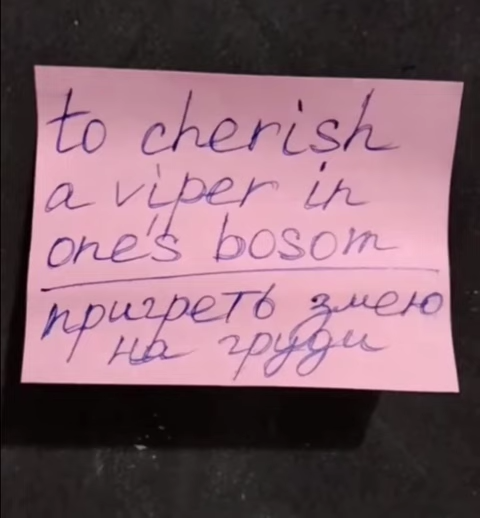 to cherish
a viper in
one's bosom
пригреть змею
на груди